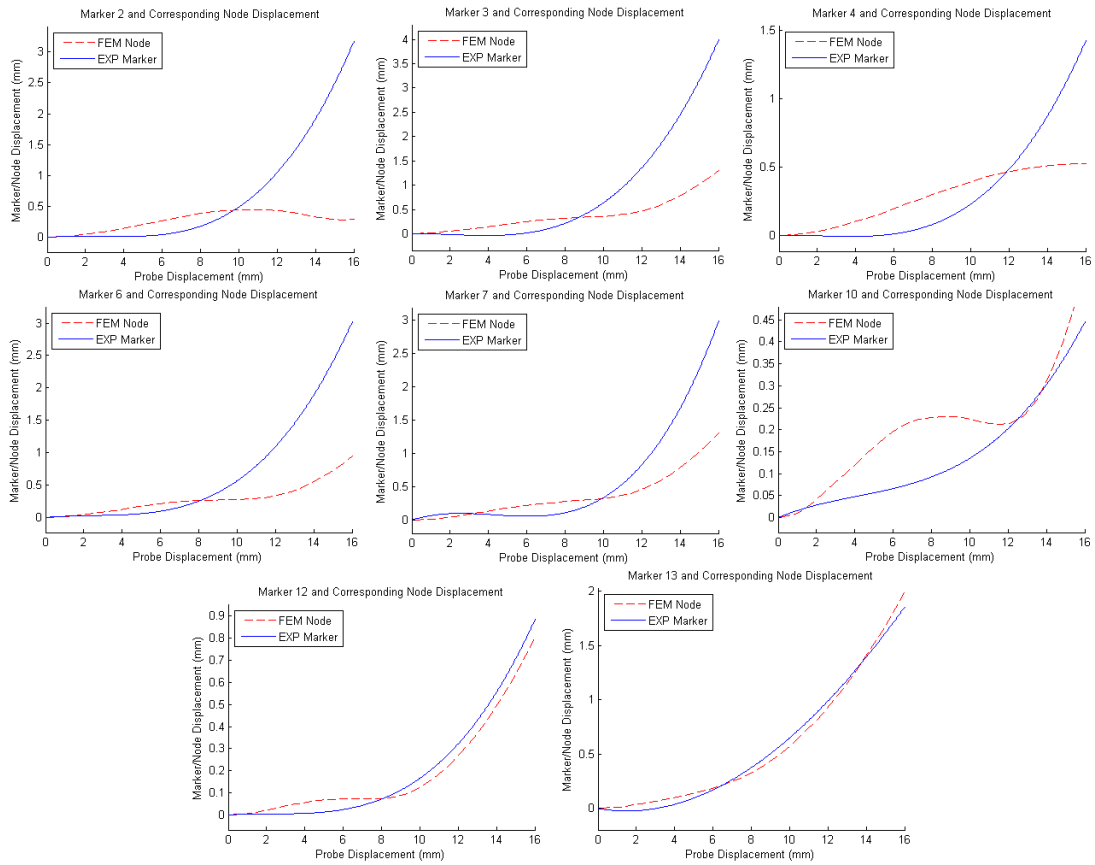 Marker 2 and Corresponding Node Displacement
FEM Node
EXP Marker
3
2.5
2
1.5
1
0.5
0
Marker/Node Displacement (mm)
0 2 4 6 8 10 12 14 16
Probe Displacement (mm)
Marker 3 and Corresponding Node Displacement
FEM Node
EXP Marker
4
3.5
3
2.5
2
1.5
1
0.5
0
Marker/Node Displacement (mm)
0 2 4 6 8 10 12 14 16
Probe Displacement (mm)
Marker 4 and Corresponding Node Displacement
FEM Node
EXP Marker
1.5
1
0.5
0
Marker/Node Displacement (mm)
0 2 4 6 8 10 12 14 16
Probe Displacement (mm)
Marker 6 and Corresponding Node Displacement
FEM Node
EXP Marker
3
2.5
2
1.5
1
0.5
0
Marker/Node Displacement (mm)
0 2 4 6 8 10 12 14 16
Probe Displacement (mm)
Marker 7 and Corresponding Node Displacement
FEM Node
EXP Marker
3
2.5
2
1.5
1
0.5
0
Marker/Node Displacement (mm)
0 2 4 6 8 10 12 14 16
Probe Displacement (mm)
Marker 10 and Corresponding Node Displacement
FEM Node
EXP Marker
0.45
0.4
0.35
0.3
0.25
0.2
0.15
0.1
0.05
0
Marker/Node Displacement (mm)
0 2 4 6 8 10 12 14 16
Probe Displacement (mm)
Marker 12 and Corresponding Node Displacement
FEM Node
EXP Marker
0.9
0.8
0.7
0.6
0.5
0.4
0.3
0.2
0.1
0
Marker/Node Displacement (mm)
0 2 4 6 8 10 12 14 16
Probe Displacement (mm)
Marker 13 and Corresponding Node Displacement
FEM Node
EXP Marker
2
1.5
1
0.5
0
Marker/Node Displacement (mm)
0 2 4 6 8 10 12 14 16
Probe Displacement (mm)